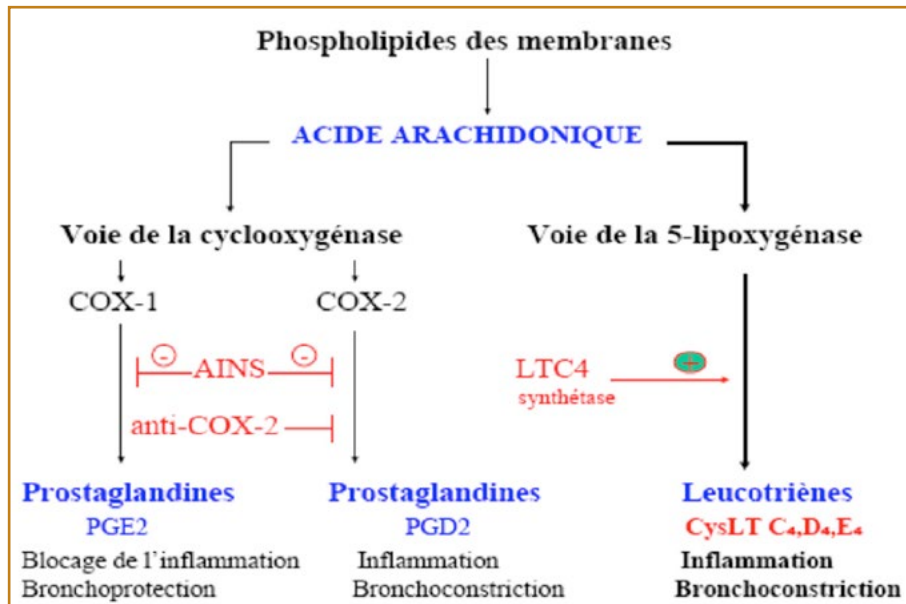 Phospholipides des membranes
ACIDE ARACHIDONIQUE
Voie de la cyclooxygénase
Voie de la 5-lipoxygénase
COX-1
COX-2
- AINS -
anti-COX-2
LTC4
synthétase
+
Prostaglandines
PGE2
Blocage de l'inflammation
Bronchoprotection
Prostaglandines
PGD2
Inflammation
Bronchoconstriction
Leucotriènes
CysLT C₄,D₄,E₄
Inflammation
Bronchoconstriction